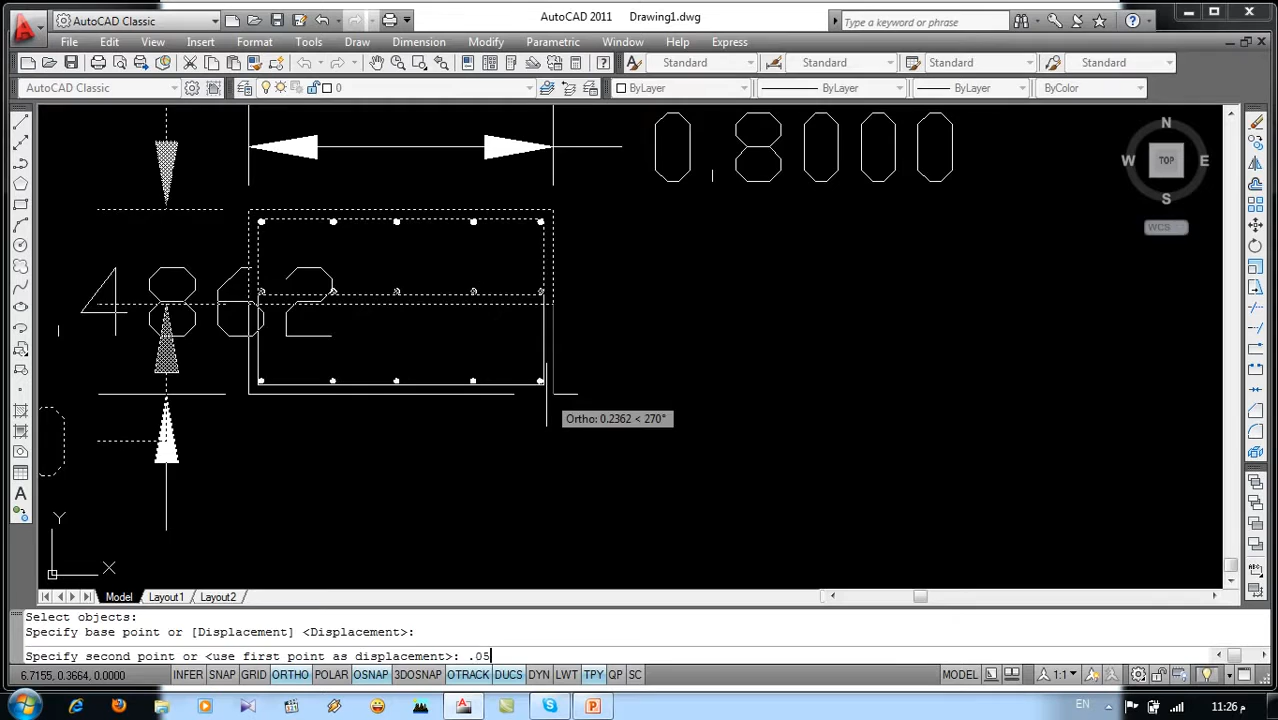 AutoCAD Classic
AutoCAD 2011 Drawing1.dwg
Type a keyword or phrase
File Edit View Insert Format Tools Draw Dimension Modify Parametric Window Help Express
Standard Standard Standard Standard
AutoCAD Classic 0 ByLayer ByLayer ByLayer ByColor
0.8000
N
W TOP E
S
WCS
4862
Ortho: 0.2362 < 270°
Y
X
Model Layout1 Layout2
Select objects:
Specify base point or [Displacement] <Displacement>:
Specify second point or <use first point as displacement>: .05
6.7155, 0.3664, 0.0000 INFER SNAP GRID ORTHO POLAR OSNAP 3DOSNAP OTRACK DUCS DYN LWT TPY QP SC MODEL 1:1
EN 11:26 م